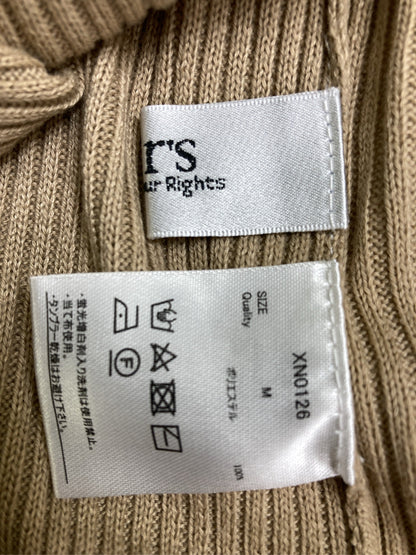 r's
ur Rights
XN0126
SIZE M
Quality ポリエステル 100%
・蛍光増白剤入り洗剤は使用禁止。
・当て布使用。
・タンブラー乾燥はお避け下さい。